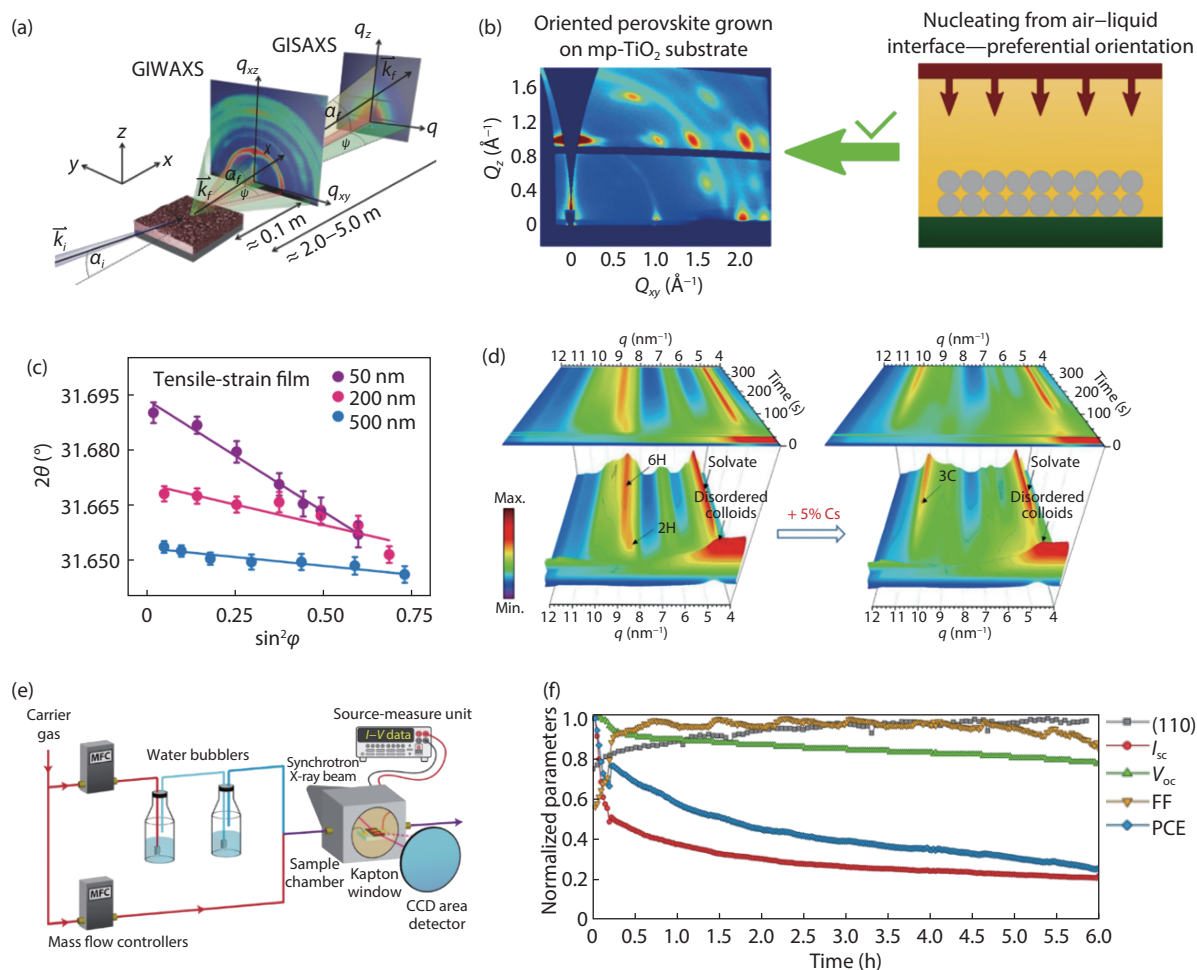 (a)
GISAXS
q_z
k_f
GIWAXS
q_xz
α_f
ψ
q
z
y
x
x
α_f
ψ
k_f
q_xy
k_i
α_i
≈ 0.1 m
≈ 2.0–5.0 m
(b)
Oriented perovskite grown
on mp-TiO₂ substrate
Nucleating from air–liquid
interface—preferential orientation
Q_z (Å⁻¹)
1.6
1.2
0.8
0.4
0
0 0.5 1.0 1.5 2.0
Q_xy (Å⁻¹)
(c)
Tensile-strain film
50 nm
200 nm
500 nm
2θ (°)
31.695
31.680
31.665
31.650
0 0.25 0.50 0.75
sin²φ
(d)
q (nm⁻¹)
12 11 10 9 8 7 6 5 4
Time (s)
300
200
100
0
6H
2H
Solvate
Disordered
colloids
Max.
Min.
12 11 10 9 8 7 6 5 4
q (nm⁻¹)
+ 5% Cs
q (nm⁻¹)
12 11 10 9 8 7 6 5 4
Time (s)
300
200
100
0
3C
Solvate
Disordered
colloids
12 11 10 9 8 7 6 5 4
q (nm⁻¹)
(e)
Carrier
gas
MFC
Water bubblers
Source-measure unit
I–V data
Synchrotron
X-ray beam
Sample
chamber
Kapton
window
CCD area
detector
MFC
Mass flow controllers
(f)
Normalized parameters
1.0
0.8
0.6
0.4
0.2
0
0 0.5 1.0 1.5 2.0 2.5 3.0 3.5 4.0 4.5 5.0 5.5 6.0
Time (h)
(110)
I_sc
V_oc
FF
PCE